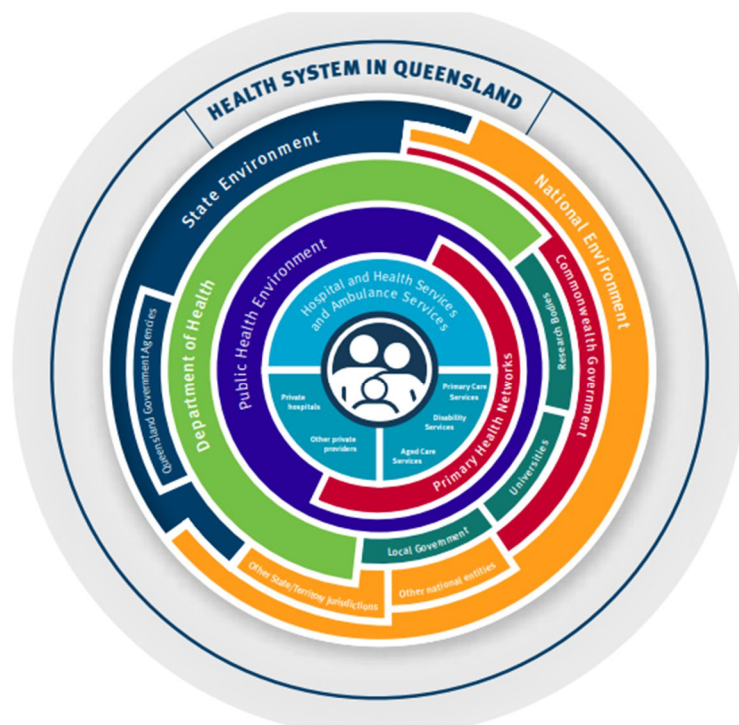 HEALTH SYSTEM IN QUEENSLAND
State Environment
National Environment
Commonwealth Government
Department of Health
Queensland Government Agencies
Public Health Environment
Hospital and Health Services
and Ambulance Services
Research Bodies
Primary Health Networks
Private
hospitals
Primary Care
Services
Other private
providers
Disability
Services
Aged Care
Services
Universities
Local Government
Other State/Territory jurisdictions
Other national entities